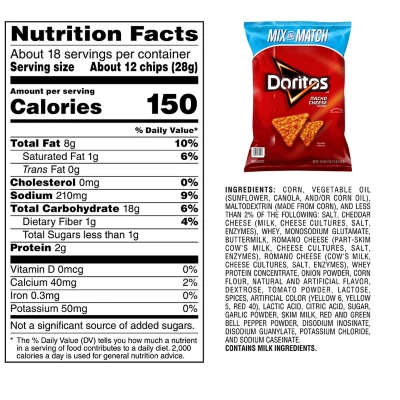 Nutrition Facts
About 18 servings per container
Serving size About 12 chips (28g)
Amount per serving
Calories 150
% Daily Value*
Total Fat 8g 10%
Saturated Fat 1g 6%
Trans Fat 0g
Cholesterol 0mg 0%
Sodium 210mg 9%
Total Carbohydrate 18g 6%
Dietary Fiber 1g 4%
Total Sugars less than 1g
Protein 2g
Vitamin D 0mcg 0%
Calcium 40mg 2%
Iron 0.3mg 0%
Potassium 50mg 0%
Not a significant source of added sugars.
* The % Daily Value (DV) tells you how much a nutrient
in a serving of food contributes to a daily diet. 2,000
calories a day is used for general nutrition advice.
MIX MATCH
Doritos
NACHO
CHEESE
INGREDIENTS: CORN, VEGETABLE OIL
(SUNFLOWER, CANOLA, AND/OR CORN OIL),
MALTODEXTRIN (MADE FROM CORN), AND LESS
THAN 2% OF THE FOLLOWING: SALT, CHEDDAR
CHEESE (MILK, CHEESE CULTURES, SALT,
ENZYMES), WHEY, MONOSODIUM GLUTAMATE,
BUTTERMILK, ROMANO CHEESE (PART-SKIM
COW'S MILK, CHEESE CULTURES, SALT,
ENZYMES), ROMANO CHEESE (COW'S MILK,
CHEESE CULTURES, SALT, ENZYMES), WHEY
PROTEIN CONCENTRATE, ONION POWDER, CORN
FLOUR, NATURAL AND ARTIFICIAL FLAVOR,
DEXTROSE, TOMATO POWDER, LACTOSE,
SPICES, ARTIFICIAL COLOR (YELLOW 6, YELLOW
5, RED 40), LACTIC ACID, CITRIC ACID, SUGAR,
GARLIC POWDER, SKIM MILK, RED AND GREEN
BELL PEPPER POWDER, DISODIUM INOSINATE,
DISODIUM GUANYLATE, POTASSIUM CHLORIDE,
AND SODIUM CASEINATE.
CONTAINS MILK INGREDIENTS.